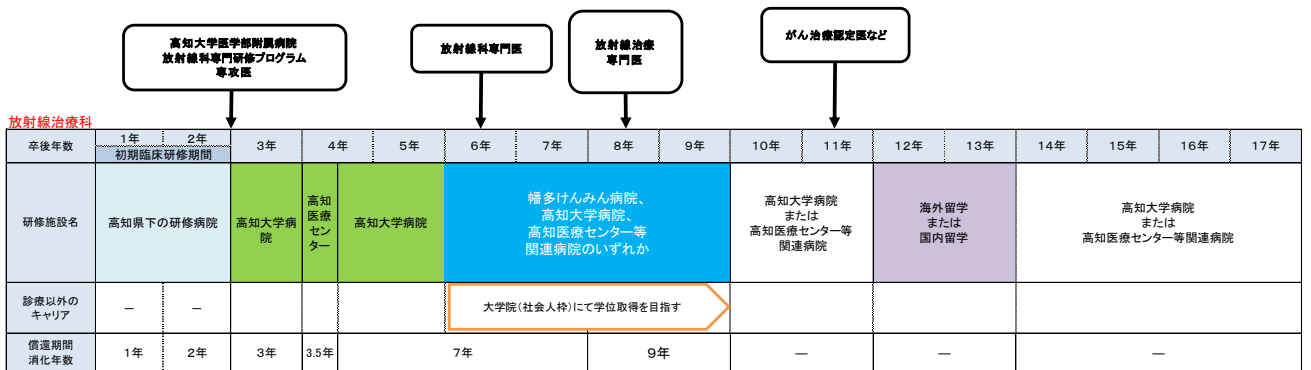 高知大学医学部附属病院
放射線科専門研修プログラム
専攻医
放射線科専門医
放射線治療
専門医
がん治療認定医など
放射線治療科
卒後年数
1年
2年
初期臨床研修期間
3年
4年
5年
6年
7年
8年
9年
10年
11年
12年
13年
14年
15年
16年
17年
研修施設名
高知県下の研修病院
高知大学病
院
高知
医療
セン
ター
高知大学病院
幡多けんみん病院、
高知大学病院、
高知医療センター等
関連病院のいずれか
高知大学病院
または
高知医療センター等
関連病院
海外留学
または
国内留学
高知大学病院
または
高知医療センター等関連病院
診療以外の
キャリア
―
―
大学院(社会人枠)にて学位取得を目指す
償還期間
消化年数
1年
2年
3年
3.5年
7年
9年
―
―
―